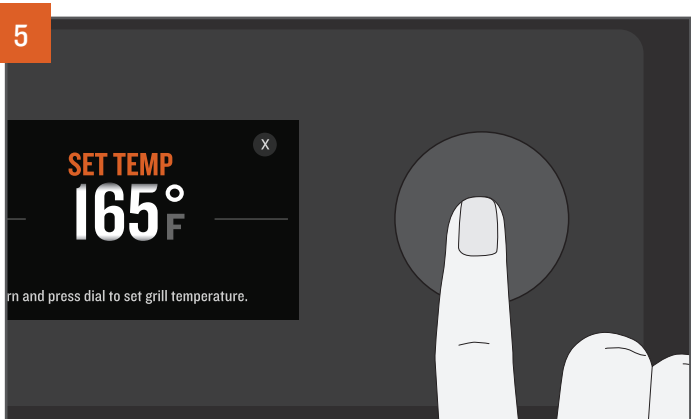 5
X
SET TEMP
165°F
rn and press dial to set grill temperature.